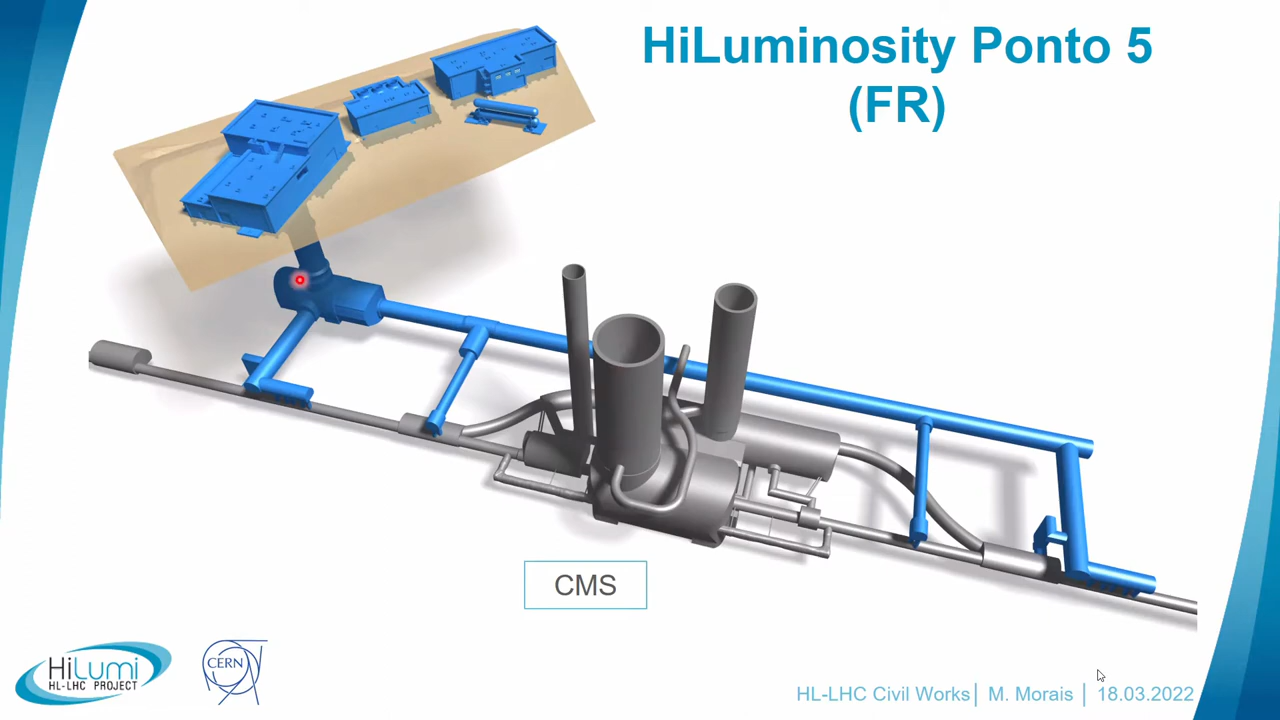 HiLuminosity Ponto 5
(FR)
CMS
HiLumi
HL-LHC PROJECT
CERN
HL-LHC Civil Works│ M. Morais │ 18.03.2022